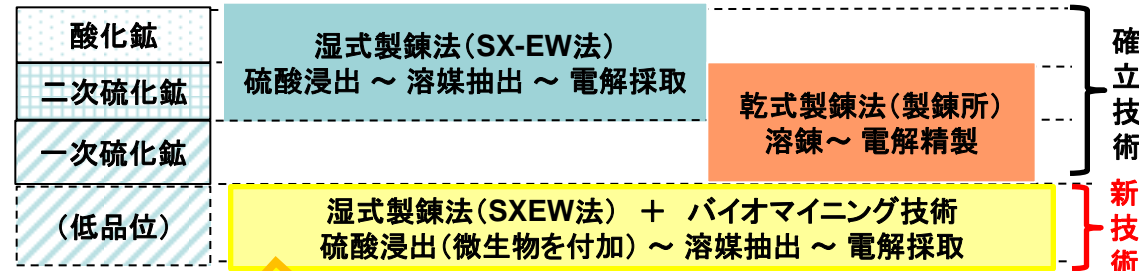 酸化鉱
二次硫化鉱
一次硫化鉱
(低品位)
湿式製錬法(SX-EW法)
硫酸浸出 ~ 溶媒抽出 ~ 電解採取
乾式製錬法(製錬所)
溶錬~ 電解精製
湿式製錬法(SXEW法) + バイオマイニング技術
硫酸浸出(微生物を付加) ~ 溶媒抽出 ~ 電解採取
確立技術
新技術